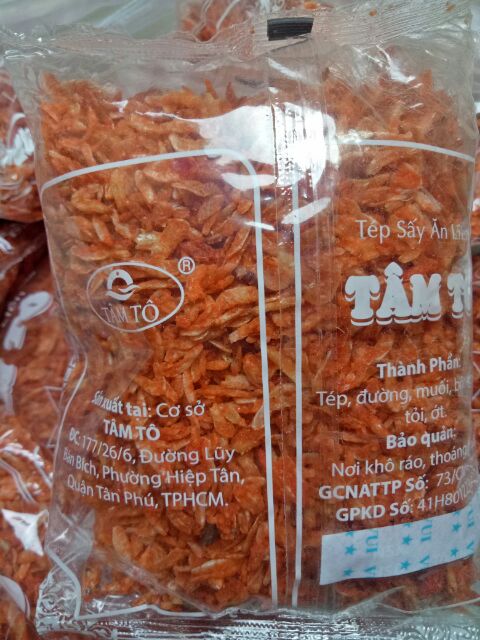 ®
TÂM TÔ
Sản xuất tại: Cơ sở
TÂM TÔ
ĐC: 177/26/6, Đường Lũy
Bán Bích, Phường Hiệp Tân,
Quận Tân Phú, TPHCM.
Tép Sấy Ăn
TÂM
Thành Phần:
Tép, đường, muối,
tỏi, ớt.
Bảo quản:
Nơi khô ráo, thoáng
GCNATTP Số: 73/
GPKD Số: 41H80